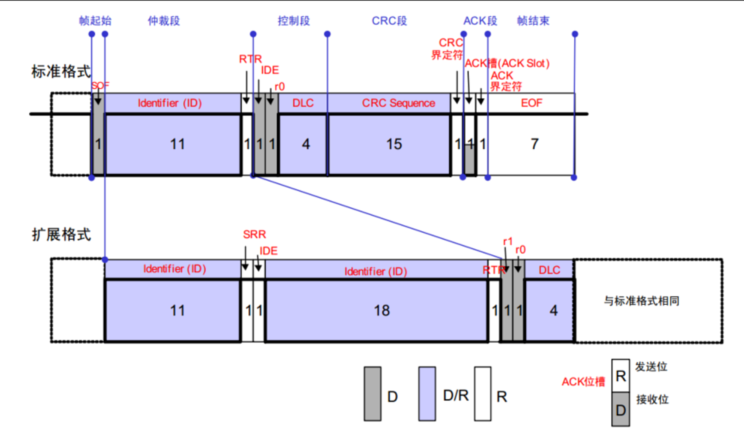 帧起始 仲裁段 控制段 CRC段 ACK段 帧结束
标准格式
SOF
RTR
IDE
r0
CRC
界定符
ACK槽(ACK Slot)
ACK
界定符
Identifier (ID) DLC CRC Sequence EOF
1 11 1 1 1 4 15 1 1 1 7
扩展格式
SRR
IDE
r1
r0
Identifier (ID) Identifier (ID) RTR DLC
11 1 1 18 1 1 1 4 与标准格式相同
D D/R R
ACK位槽
R 发送位
D 接收位